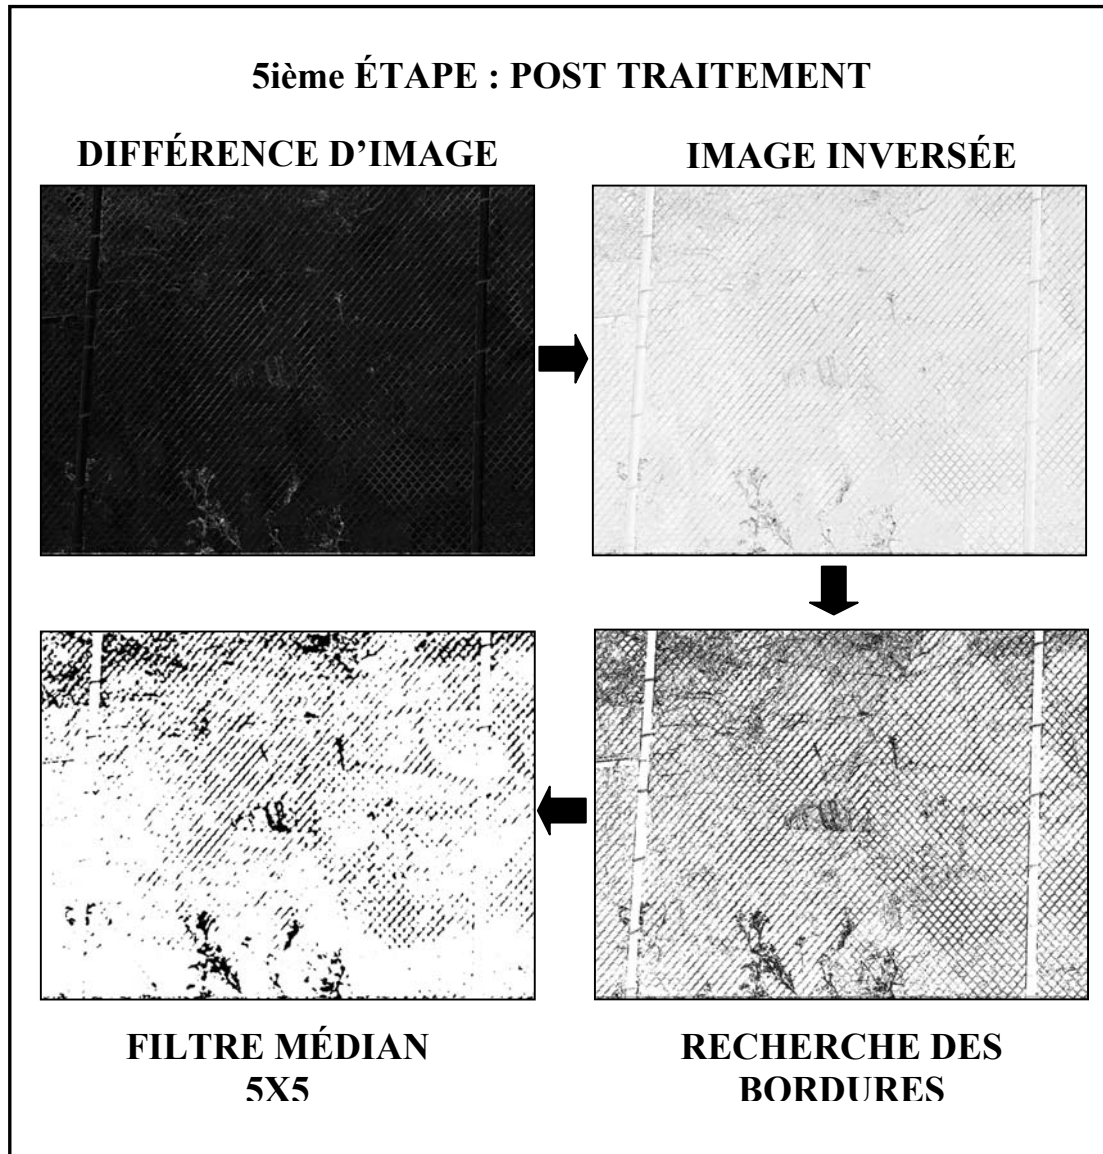 5ième ÉTAPE : POST TRAITEMENT
DIFFÉRENCE D’IMAGE
IMAGE INVERSÉE
FILTRE MÉDIAN
5X5
RECHERCHE DES
BORDURES